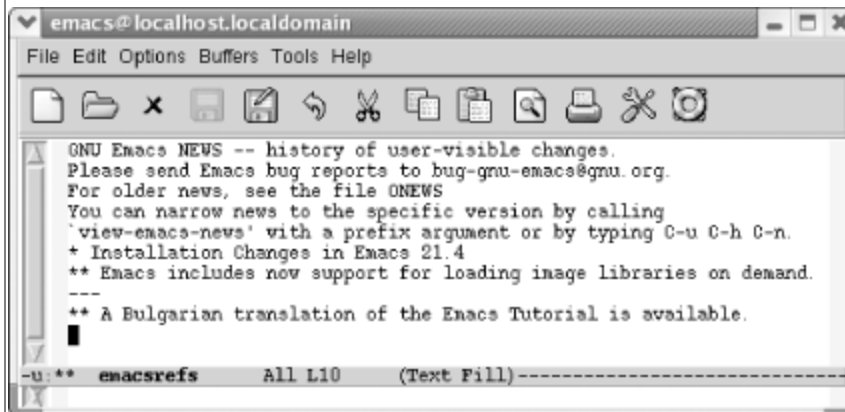 emacs@localhost.localdomain
File Edit Options Buffers Tools Help
GNU Emacs NEWS -- history of user-visible changes.
Please send Emacs bug reports to bug-gnu-emacs@gnu.org.
For older news, see the file ONEWS
You can narrow news to the specific version by calling
`view-emacs-news' with a prefix argument or by typing C-u C-h C-n.
* Installation Changes in Emacs 21.4
** Emacs includes now support for loading image libraries on demand.
---
** A Bulgarian translation of the Emacs Tutorial is available.
-u:** emacsrefs All L10 (Text Fill)-----------------------------